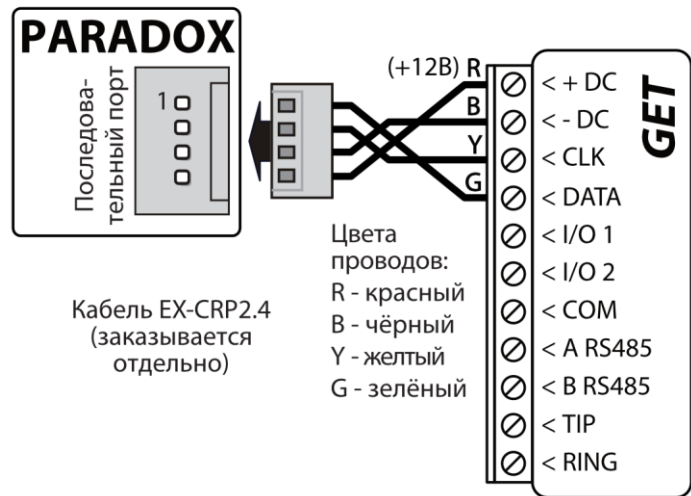 PARADOX
Последова-
тельный порт
1
(+12В) R
B
Y
G
Цвета
проводов:
R - красный
B - чёрный
Y - желтый
G - зелёный
Кабель EX-CRP2.4
(заказывается
отдельно)
GET
< + DC
< - DC
< CLK
< DATA
< I/O 1
< I/O 2
< COM
< A RS485
< B RS485
< TIP
< RING